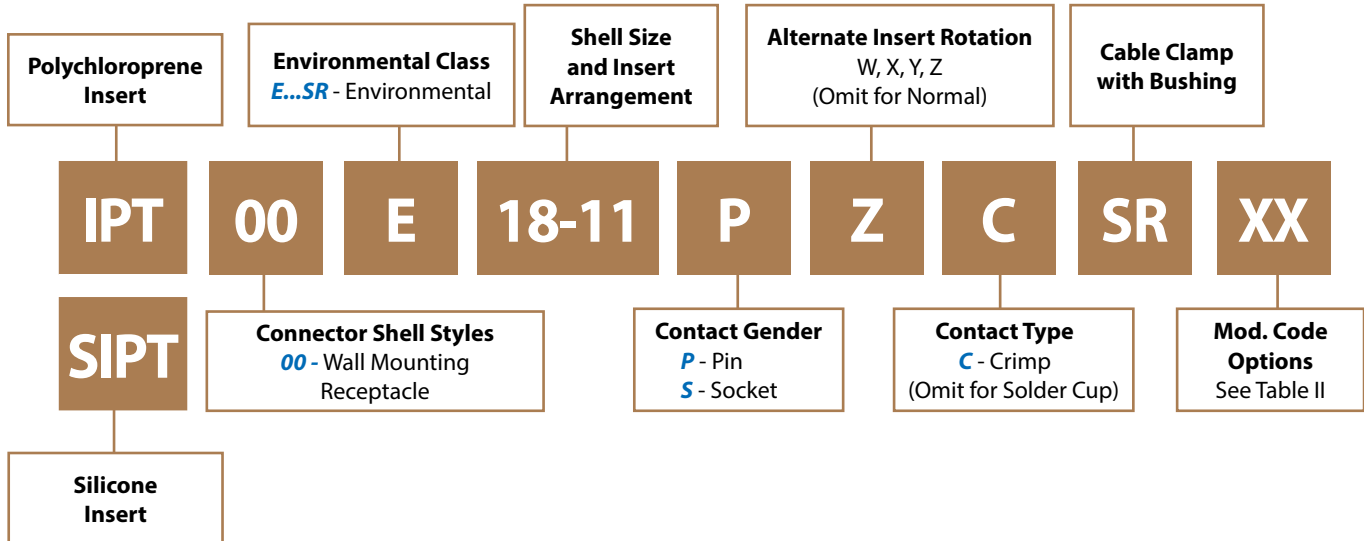 Polychloroprene
Insert
Environmental Class
E...SR - Environmental
Shell Size
and Insert
Arrangement
Alternate Insert Rotation
W, X, Y, Z
(Omit for Normal)
Cable Clamp
with Bushing
IPT
00
E
18-11
P
Z
C
SR
XX
SIPT
Connector Shell Styles
00 - Wall Mounting
Receptacle
Contact Gender
P - Pin
S - Socket
Contact Type
C - Crimp
(Omit for Solder Cup)
Mod. Code
Options
See Table II
Silicone
Insert